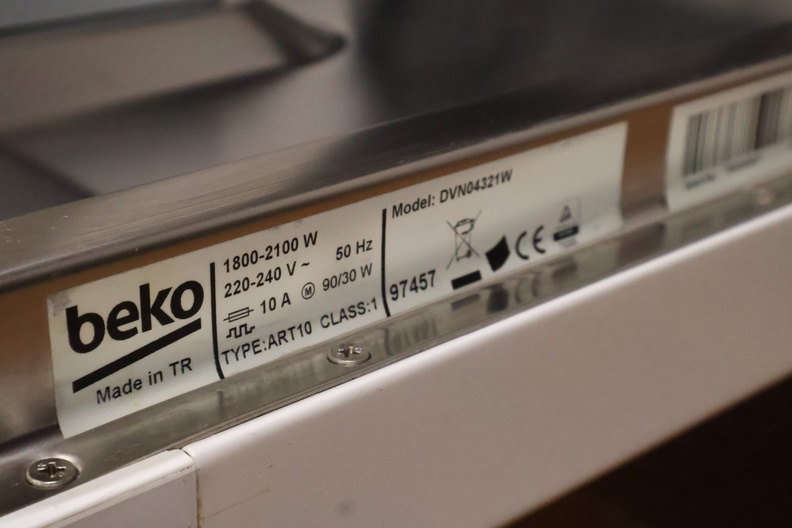 beko
Made in TR
1800-2100 W
220-240 V ~ 50 Hz
10 A M 90/30 W
TYPE:ART10 CLASS:1
Model: DVN04321W
97457
CE